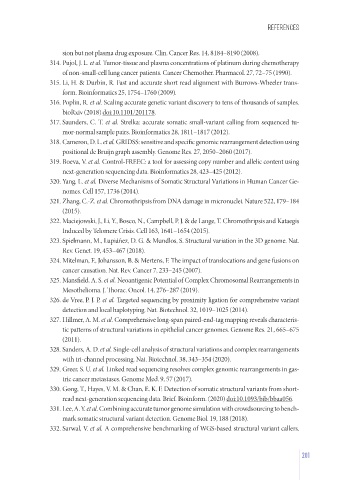 REFERENCES
sion but not plasma drug exposure. Clin. Cancer Res. 14, 8184–8190 (2008).
314. Pujol, J. L. et al. Tumor-tissue and plasma concentrations of platinum during chemotherapy
of non-small-cell lung cancer patients. Cancer Chemother. Pharmacol. 27, 72–75 (1990).
315. Li, H. & Durbin, R. Fast and accurate short read alignment with Burrows-Wheeler trans-
form. Bioinformatics 25, 1754–1760 (2009).
316. Poplin, R. et al. Scaling accurate genetic variant discovery to tens of thousands of samples.
bioRxiv (2018) doi:10.1101/201178.
317. Saunders, C. T. et al. Strelka: accurate somatic small-variant calling from sequenced tu-
mor-normal sample pairs. Bioinformatics 28, 1811–1817 (2012).
318. Cameron, D. L. et al. GRIDSS: sensitive and specific genomic rearrangement detection using
positional de Bruijn graph assembly. Genome Res. 27, 2050–2060 (2017).
319. Boeva, V. et al. Control-FREEC: a tool for assessing copy number and allelic content using
next-generation sequencing data. Bioinformatics 28, 423–425 (2012).
320. Yang, L. et al. Diverse Mechanisms of Somatic Structural Variations in Human Cancer Ge-
nomes. Cell 157, 1736 (2014).
321. Zhang, C.-Z. et al. Chromothripsis from DNA damage in micronuclei. Nature 522, 179–184
(2015).
322. Maciejowski, J., Li, Y., Bosco, N., Campbell, P. J. & de Lange, T. Chromothripsis and Kataegis
Induced by Telomere Crisis. Cell 163, 1641–1654 (2015).
323. Spielmann, M., Lupiáñez, D. G. & Mundlos, S. Structural variation in the 3D genome. Nat.
Rev. Genet. 19, 453–467 (2018).
324. Mitelman, F., Johansson, B. & Mertens, F. The impact of translocations and gene fusions on
cancer causation. Nat. Rev. Cancer 7, 233–245 (2007).
325. Mansfield, A. S. et al. Neoantigenic Potential of Complex Chromosomal Rearrangements in
Mesothelioma. J. Thorac. Oncol. 14, 276–287 (2019).
326. de Vree, P. J. P. et al. Targeted sequencing by proximity ligation for comprehensive variant
detection and local haplotyping. Nat. Biotechnol. 32, 1019–1025 (2014).
327. Hillmer, A. M. et al. Comprehensive long-span paired-end-tag mapping reveals characteris-
tic patterns of structural variations in epithelial cancer genomes. Genome Res. 21, 665–675
(2011).
328. Sanders, A. D. et al. Single-cell analysis of structural variations and complex rearrangements
with tri-channel processing. Nat. Biotechnol. 38, 343–354 (2020).
329. Greer, S. U. et al. Linked read sequencing resolves complex genomic rearrangements in gas-
tric cancer metastases. Genome Med. 9, 57 (2017).
330. Gong, T., Hayes, V. M. & Chan, E. K. F. Detection of somatic structural variants from short-
read next-generation sequencing data. Brief. Bioinform. (2020) doi:10.1093/bib/bbaa056.
331. Lee, A. Y. et al. Combining accurate tumor genome simulation with crowdsourcing to bench-
mark somatic structural variant detection. Genome Biol. 19, 188 (2018).
332. Sarwal, V. et al. A comprehensive benchmarking of WGS-based structural variant callers.
201